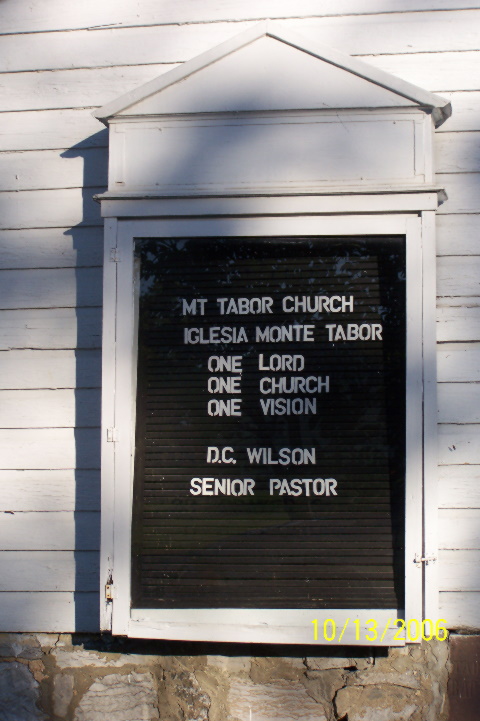 MT TABOR CHURCH
IGLESIA MONTE TABOR
ONE LORD
ONE CHURCH
ONE VISION
D.C. WILSON
SENIOR PASTOR
10/13/2006